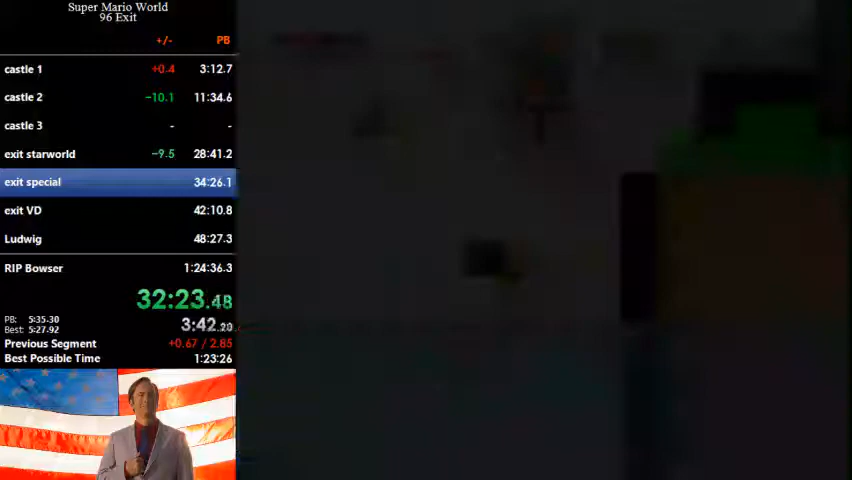 Super Mario World
96 Exit
+/- PB
castle 1 +0.4 3:12.7
castle 2 −10.1 11:34.6
castle 3 - -
exit starworld −9.5 28:41.2
exit special 34:26.1
exit VD 42:10.8
Ludwig 48:27.3
RIP Bowser 1:24:36.3
32:23.48
PB: 5:35.30
Best: 5:27.92
3:42.20
Previous Segment +0.67 / 2.85
Best Possible Time 1:23:26